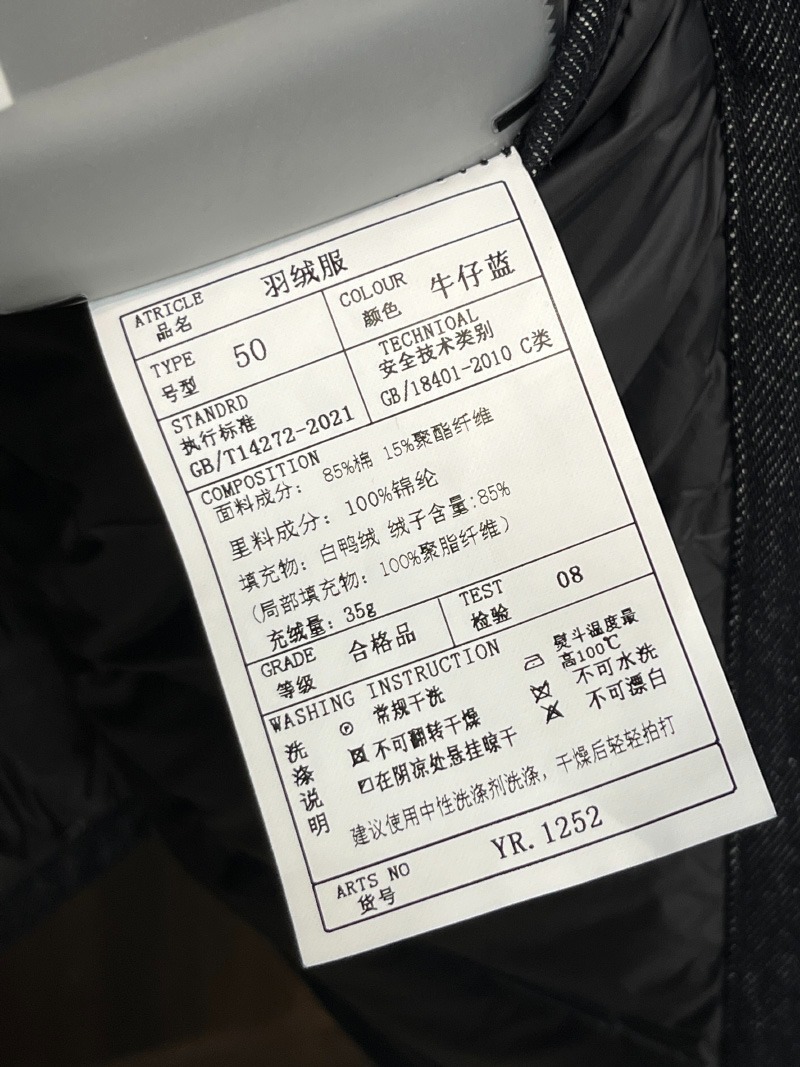 ATRICLE
品名
羽绒服
COLOUR
颜色
牛仔蓝
TYPE
号型
50
TECHNIOAL
安全技术类别
GB/18401-2010 C类
STANDRD
执行标准
GB/T14272-2021
COMPOSITION
面料成分: 85%棉 15%聚酯纤维
里料成分: 100%锦纶
填充物: 白鸭绒 绒子含量:85%
(局部填充物: 100%聚脂纤维)
充绒量: 35g
GRADE
等级
合格品
TEST
检验
08
WASHING INSTRUCTION
洗涤说明
常规干洗
熨斗温度最
高100℃
不可翻转干燥
不可水洗
在阴凉处悬挂晾干
不可漂白
建议使用中性洗涤剂洗涤, 干燥后轻轻拍打
ARTS NO
货号
YR.1252